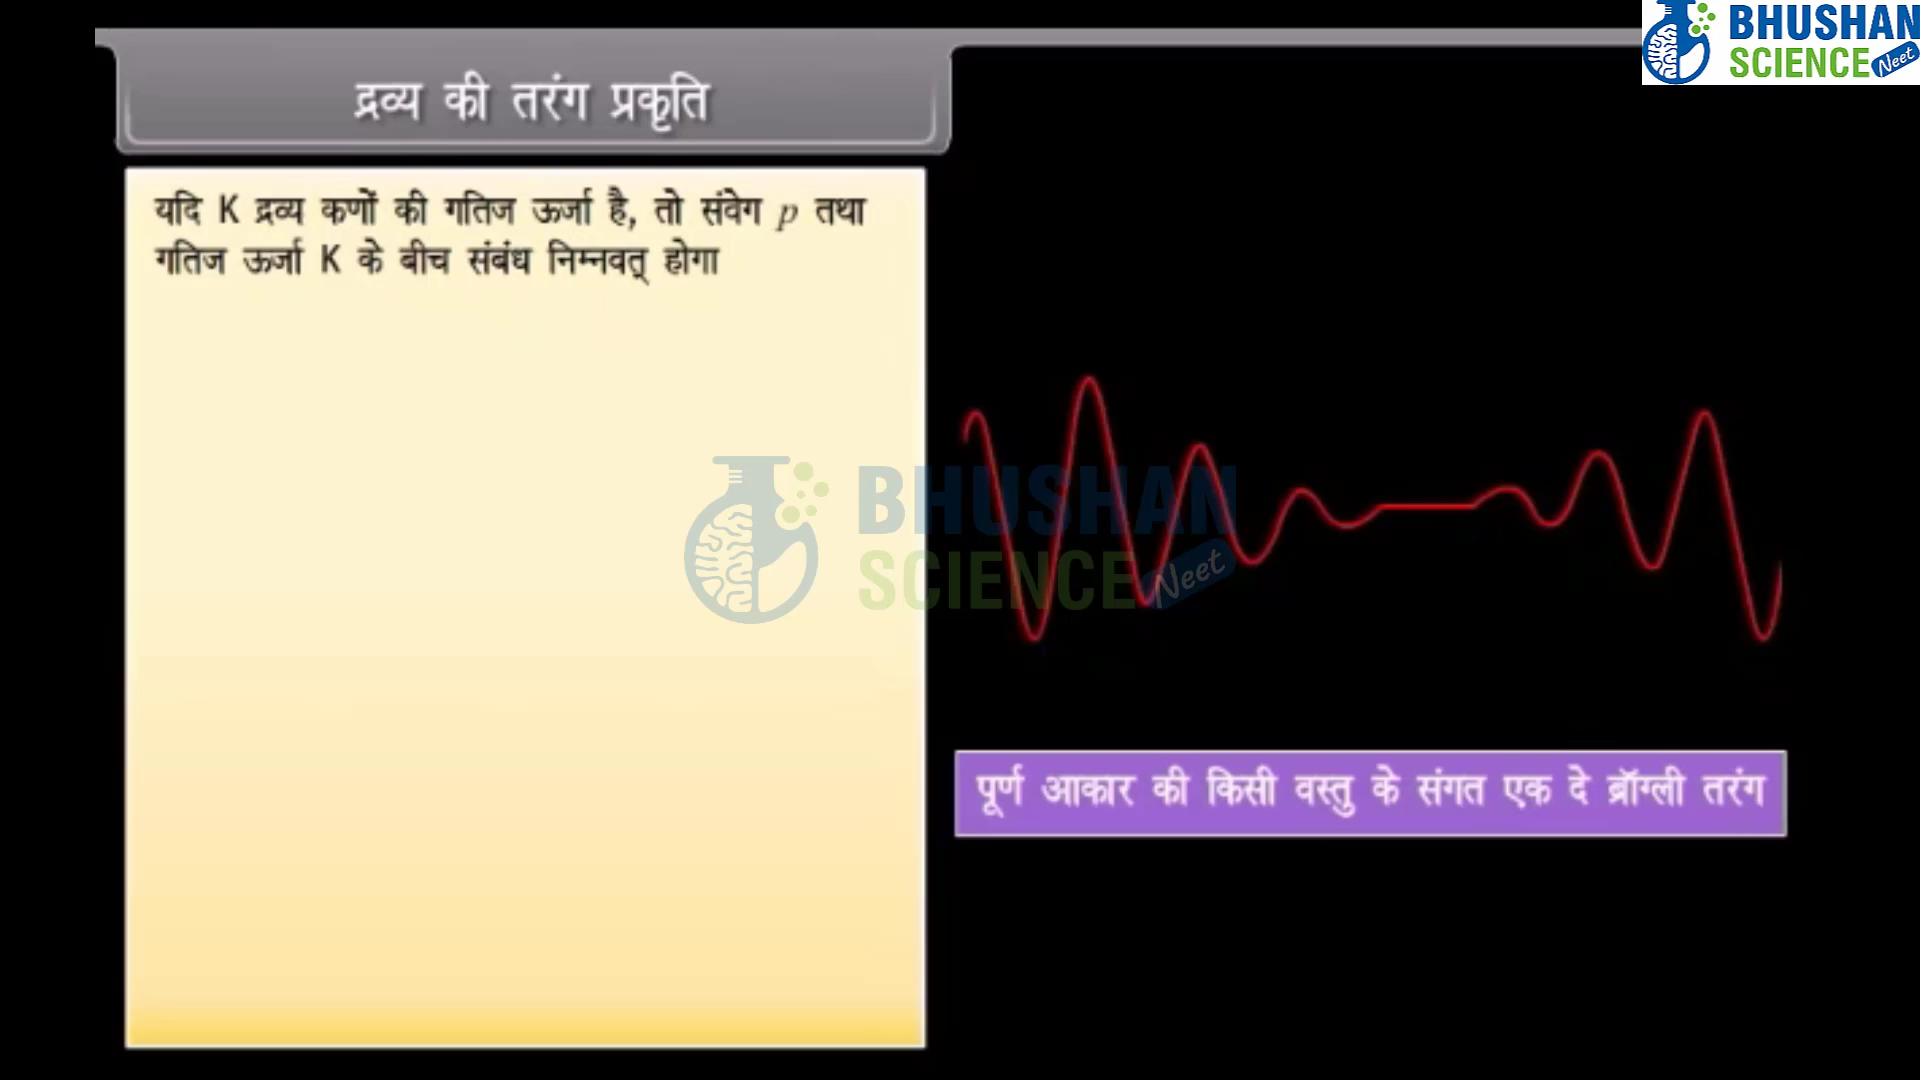 BHUSHAN
SCIENCE Neet
द्रव्य की तरंग प्रकृति
यदि K द्रव्य कणों की गतिज ऊर्जा है, तो संवेग p तथा
गतिज ऊर्जा K के बीच संबंध निम्नवत् होगा
BHUSHAN
SCIENCE Neet
पूर्ण आकार की किसी वस्तु के संगत एक दे ब्रॉग्ली तरंग